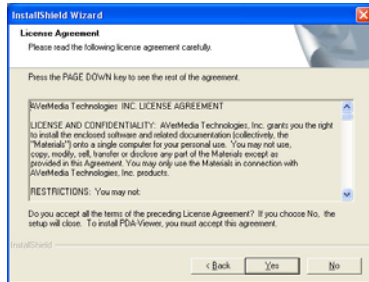 InstallShield Wizard
License Agreement
Please read the following license agreement carefully.
Press the PAGE DOWN key to see the rest of the agreement.
AVerMedia Technologies INC. LICENSE AGREEMENT
LICENSE AND CONFIDENTIALITY: AVerMedia Technologies, Inc. grants you the right
to install the enclosed software and related documentation (collectively, the
"Materials") onto a single computer for your personal use. You may not use,
copy, modify, sell, transfer or disclose any part of the Materials except as
provided in this Agreement. You may only use the Materials in connection with
AVerMedia Technologies, Inc. products.
RESTRICTIONS: You may not:
Do you accept all the terms of the preceding License Agreement? If you choose No, the
setup will close. To install PDA-Viewer, you must accept this agreement.
InstallShield
< Back
Yes
No